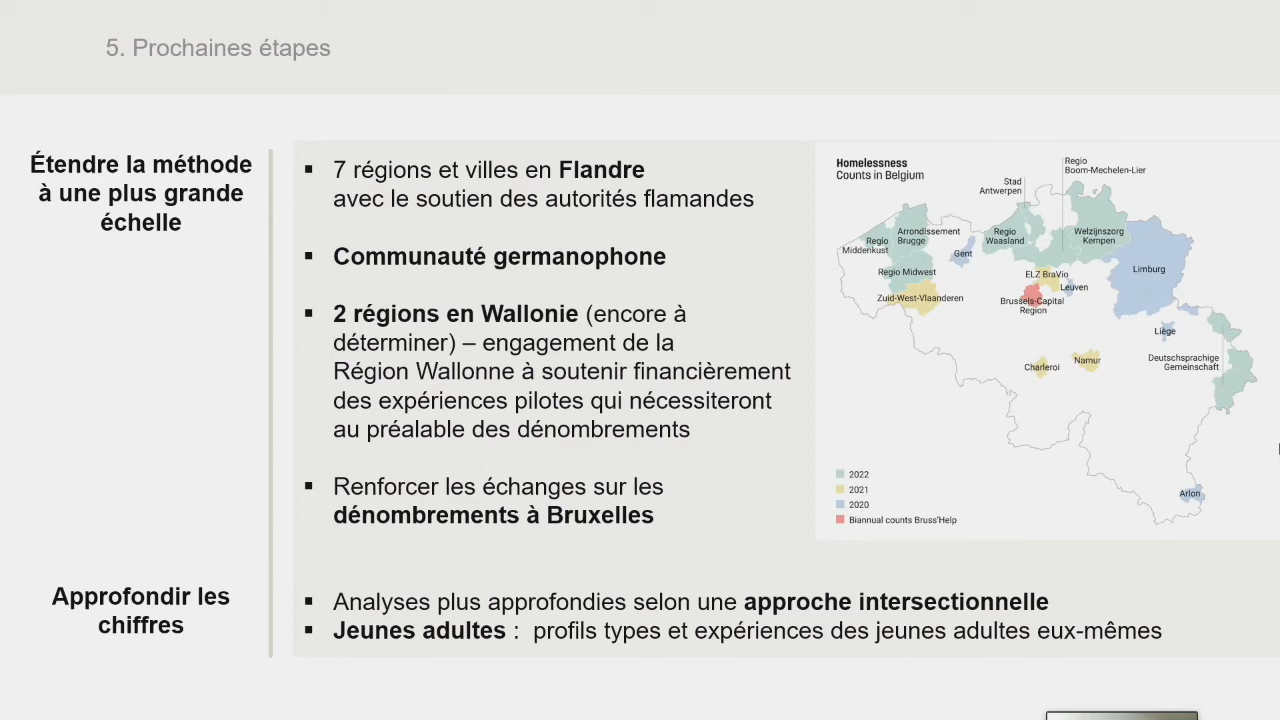 5. Prochaines étapes
Étendre la méthode
à une plus grande
échelle
▪ 7 régions et villes en Flandre
avec le soutien des autorités flamandes
▪ Communauté germanophone
▪ 2 régions en Wallonie (encore à
déterminer) – engagement de la
Région Wallonne à soutenir financièrement
des expériences pilotes qui nécessiteront
au préalable des dénombrements
▪ Renforcer les échanges sur les
dénombrements à Bruxelles
Homelessness
Counts in Belgium
Regio
Boom-Mechelen-Lier
Stad
Antwerpen
Arrondissement
Brugge
Regio
Middenkust
Gent
Regio
Waasland
Welzijnszorg
Kempen
Regio Midwest
ELZ BraVio
Limburg
Leuven
Zuid-West-Vlaanderen
Brussels-Capital
Region
Liège
Charleroi
Namur
Deutschsprachige
Gemeinschaft
Arlon
2022
2021
2020
Biannual counts Bruss'Help
Approfondir les
chiffres
▪ Analyses plus approfondies selon une approche intersectionnelle
▪ Jeunes adultes : profils types et expériences des jeunes adultes eux-mêmes